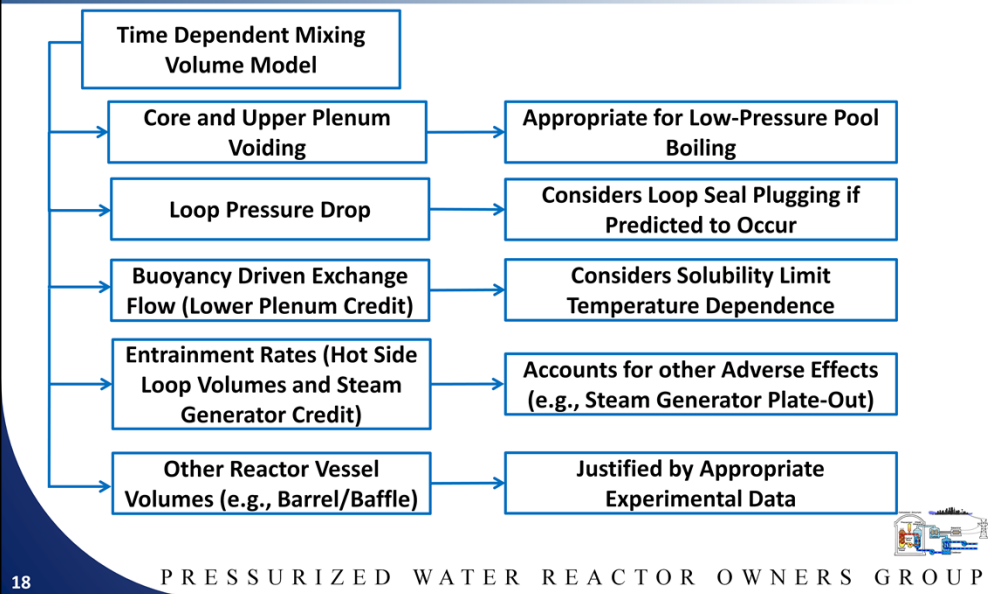 Time Dependent Mixing
Volume Model
Core and Upper Plenum
Voiding
Appropriate for Low-Pressure Pool
Boiling
Loop Pressure Drop
Considers Loop Seal Plugging if
Predicted to Occur
Buoyancy Driven Exchange
Flow (Lower Plenum Credit)
Considers Solubility Limit
Temperature Dependence
Entrainment Rates (Hot Side
Loop Volumes and Steam
Generator Credit)
Accounts for other Adverse Effects
(e.g., Steam Generator Plate-Out)
Other Reactor Vessel
Volumes (e.g., Barrel/Baffle)
Justified by Appropriate
Experimental Data
18
PRESSURIZED WATER REACTOR OWNERS GROUP